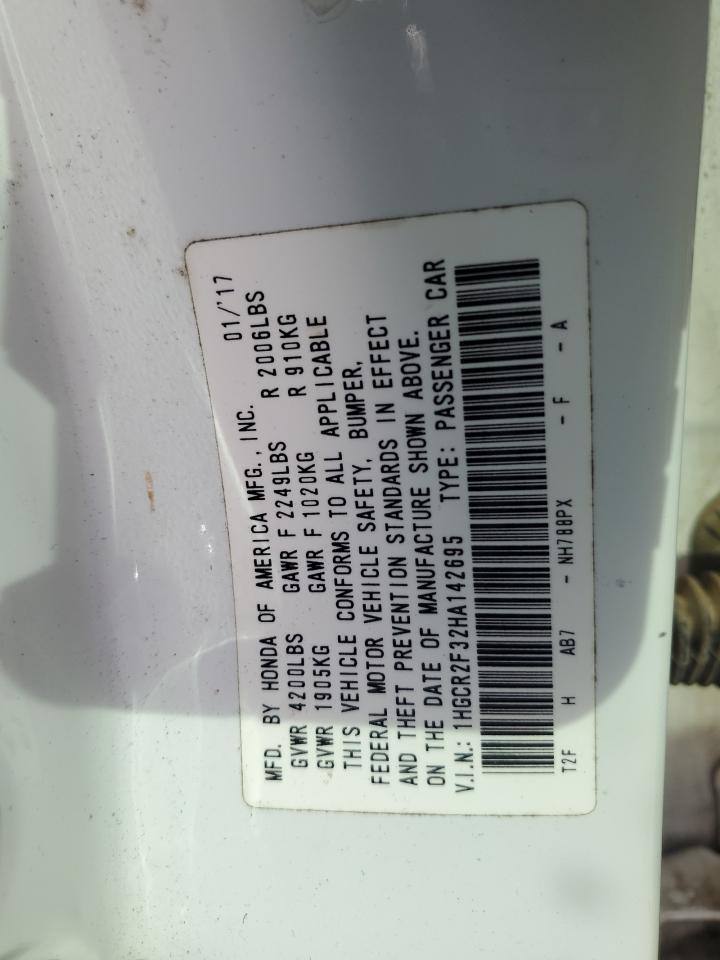 MFD. BY HONDA OF AMERICA MFG., INC. 01/'17
GVWR 4200LBS GAWR F 2249LBS R 2006LBS
GVWR 1905KG GAWR F 1020KG R 910KG
THIS VEHICLE CONFORMS TO ALL APPLICABLE
FEDERAL MOTOR VEHICLE SAFETY, BUMPER,
AND THEFT PREVENTION STANDARDS IN EFFECT
ON THE DATE OF MANUFACTURE SHOWN ABOVE.
V.I.N.: 1HGCR2F32HA142695 TYPE: PASSENGER CAR
T2F H AB7 - NH788PX - F - A